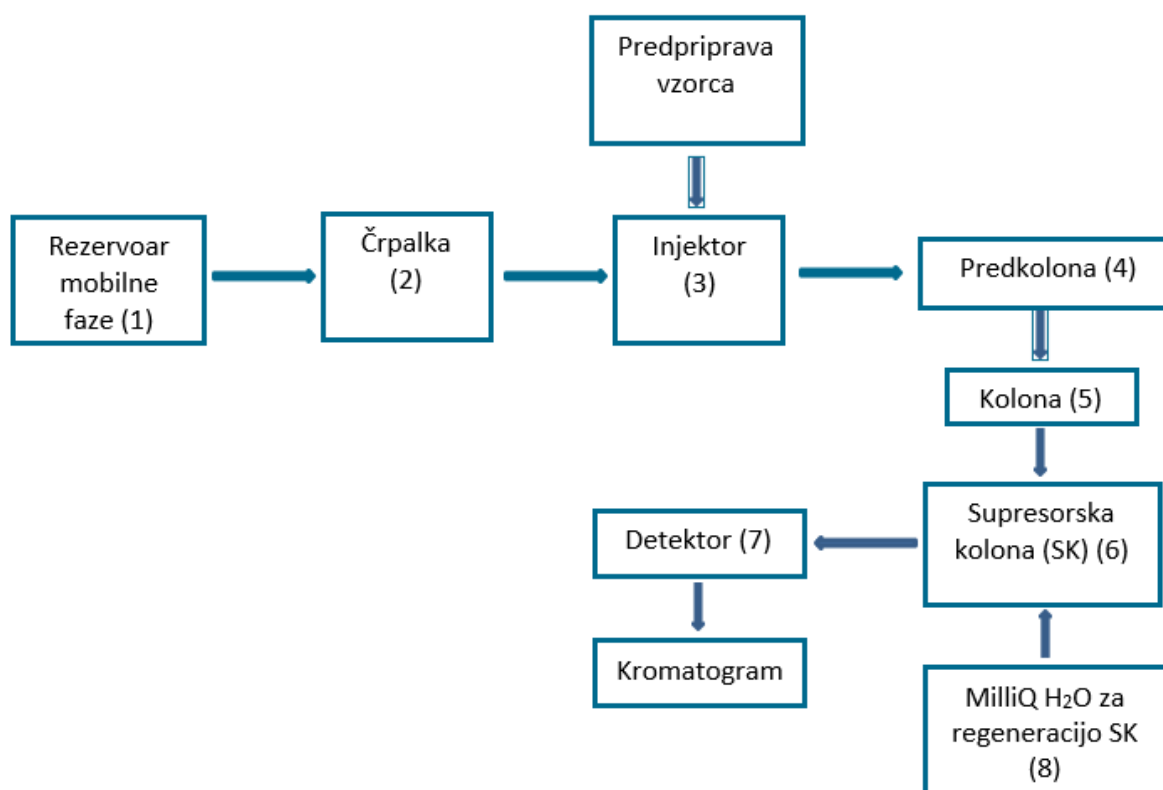 Predpriprava
vzorca
Rezervoar
mobilne
faze (1)
Črpalka
(2)
Injektor
(3)
Predkolona (4)
Kolona (5)
Supresorska
kolona (SK) (6)
Detektor (7)
Kromatogram
MilliQ H₂O za
regeneracijo SK
(8)